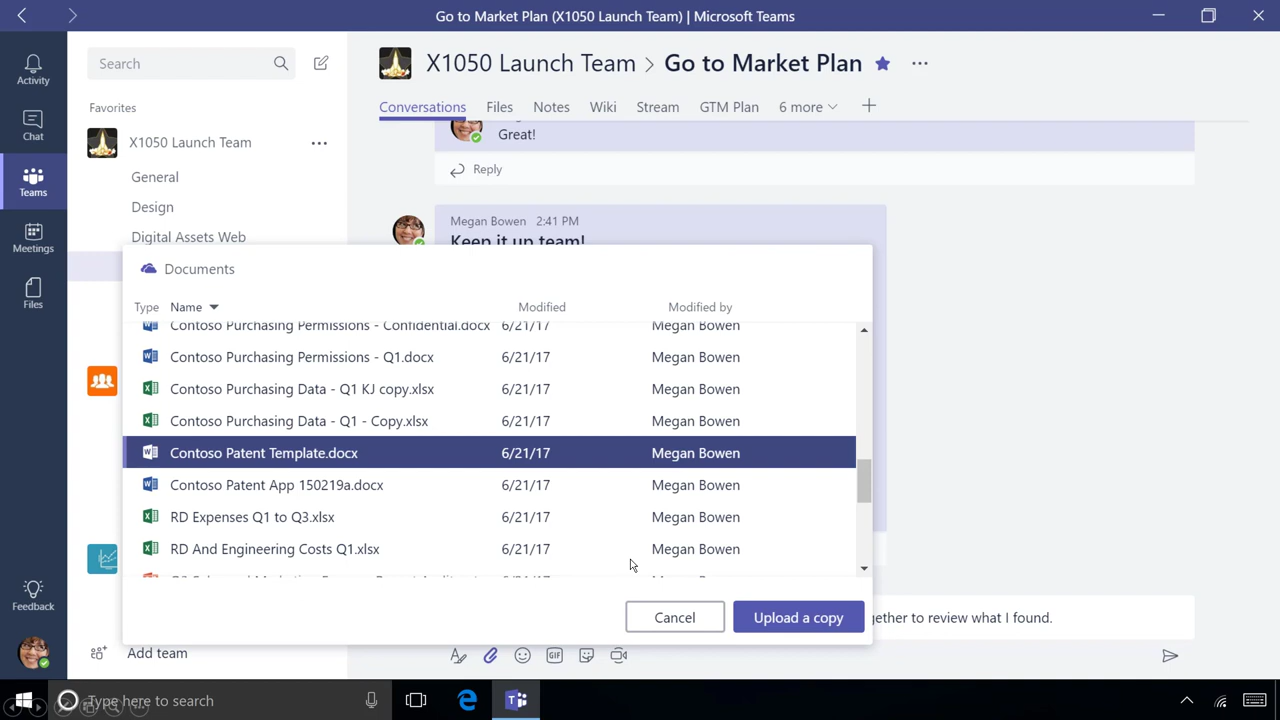 Go to Market Plan (X1050 Launch Team) | Microsoft Teams
Search
X1050 Launch Team > Go to Market Plan
Activity
Favorites
Conversations Files Notes Wiki Stream GTM Plan 6 more
Chat
Great!
X1050 Launch Team
Reply
General
Teams
Design
Megan Bowen 2:41 PM
Digital Assets Web
Keep it up team!
Meetings
Documents
Files
Type Name Modified Modified by
Contoso Purchasing Permissions - Confidential.docx 6/21/17 Megan Bowen
Contoso Purchasing Permissions - Q1.docx 6/21/17 Megan Bowen
Contoso Purchasing Data - Q1 KJ copy.xlsx 6/21/17 Megan Bowen
Contoso Purchasing Data - Q1 - Copy.xlsx 6/21/17 Megan Bowen
Contoso Patent Template.docx 6/21/17 Megan Bowen
Contoso Patent App 150219a.docx 6/21/17 Megan Bowen
RD Expenses Q1 to Q3.xlsx 6/21/17 Megan Bowen
RD And Engineering Costs Q1.xlsx 6/21/17 Megan Bowen
Feedback
Cancel Upload a copy
gether to review what I found.
Add team
GIF
Type here to search